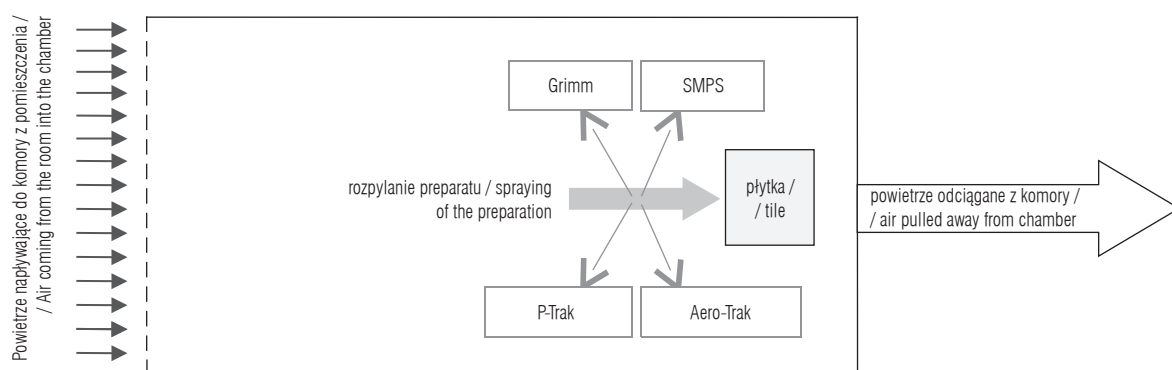 Powietrze napływające do komory z pomieszczenia /
/ Air coming from the room into the chamber
Grimm
SMPS
rozpylanie preparatu / spraying
of the preparation
płytka /
/ tile
powietrze odciągane z komory /
/ air pulled away from chamber
P-Trak
Aero-Trak